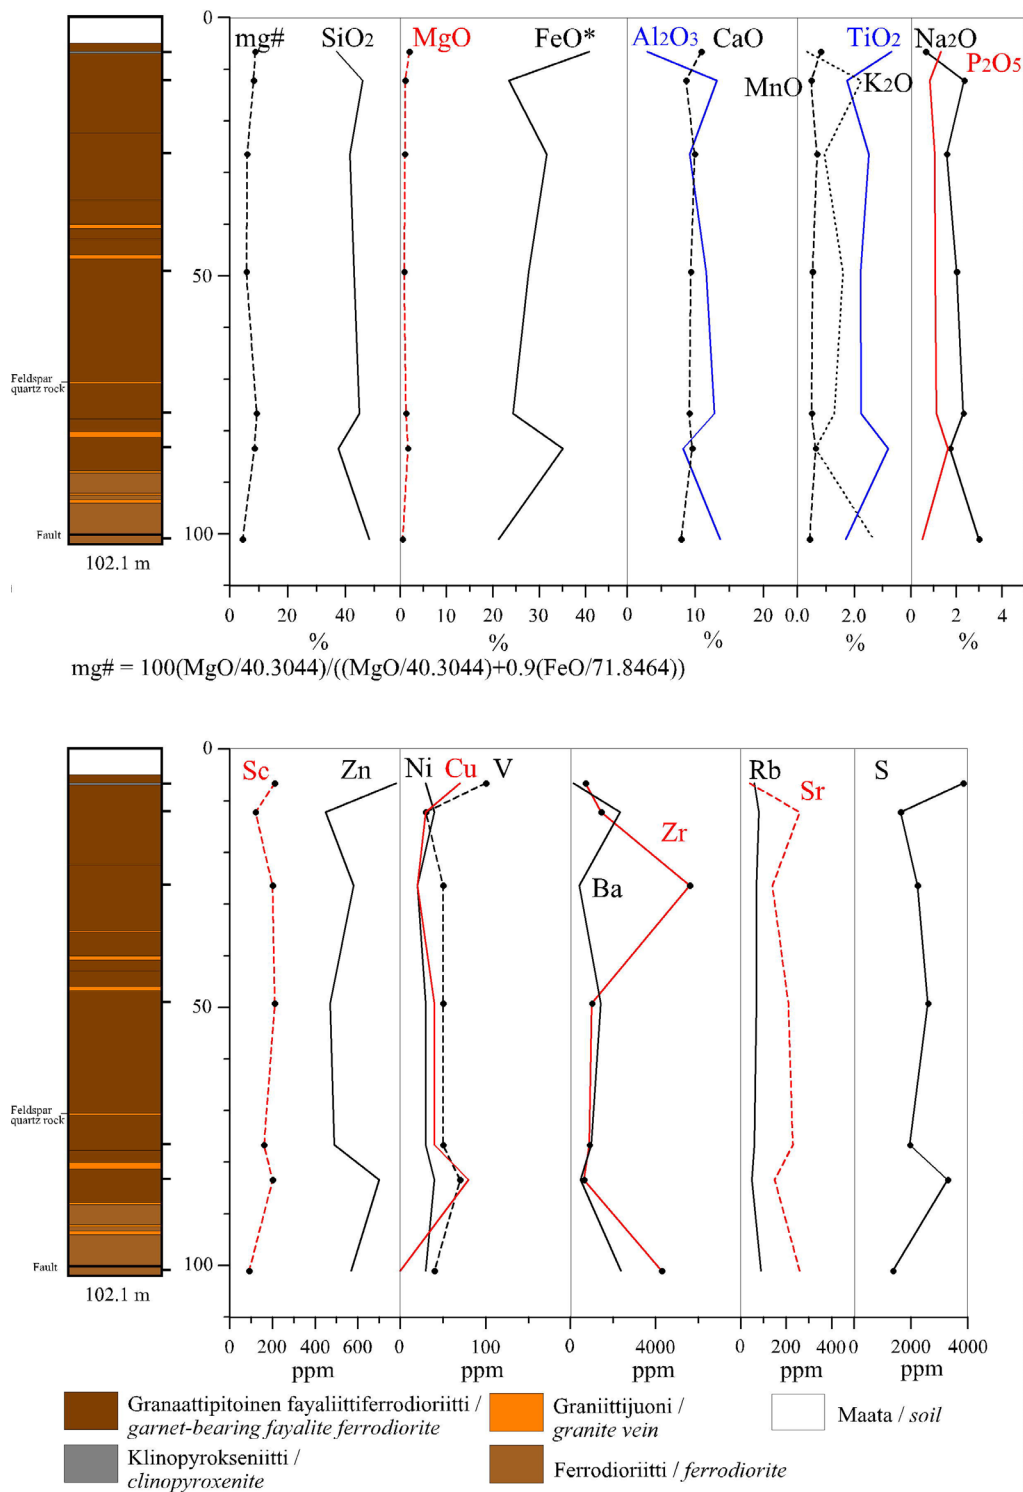 0
mg#
SiO2
MgO
FeO*
Al2O3
CaO
TiO2
Na2O
P2O5
MnO
K2O
50
Feldspar
quartz rock
100
Fault
102.1 m
0 20 40 0 10 20 30 40 0 10 20 0.0 2.0 0 2 4
% % % % %
mg# = 100(MgO/40.3044)/((MgO/40.3044)+0.9(FeO/71.8464))
0
Sc
Zn
Ni
Cu
V
Rb
S
Sr
Zr
Ba
50
Feldspar
quartz rock
100
Fault
102.1 m
0 200 400 600 0 100 0 4000 0 200 400 0 2000 4000
ppm ppm ppm ppm ppm
Granaattipitoinen fayaliittiferrodioriitti /
garnet-bearing fayalite ferrodiorite
Graniittijuoni /
granite vein
Maata / soil
Klinopyrokseniitti /
clinopyroxenite
Ferrodioriitti / ferrodiorite